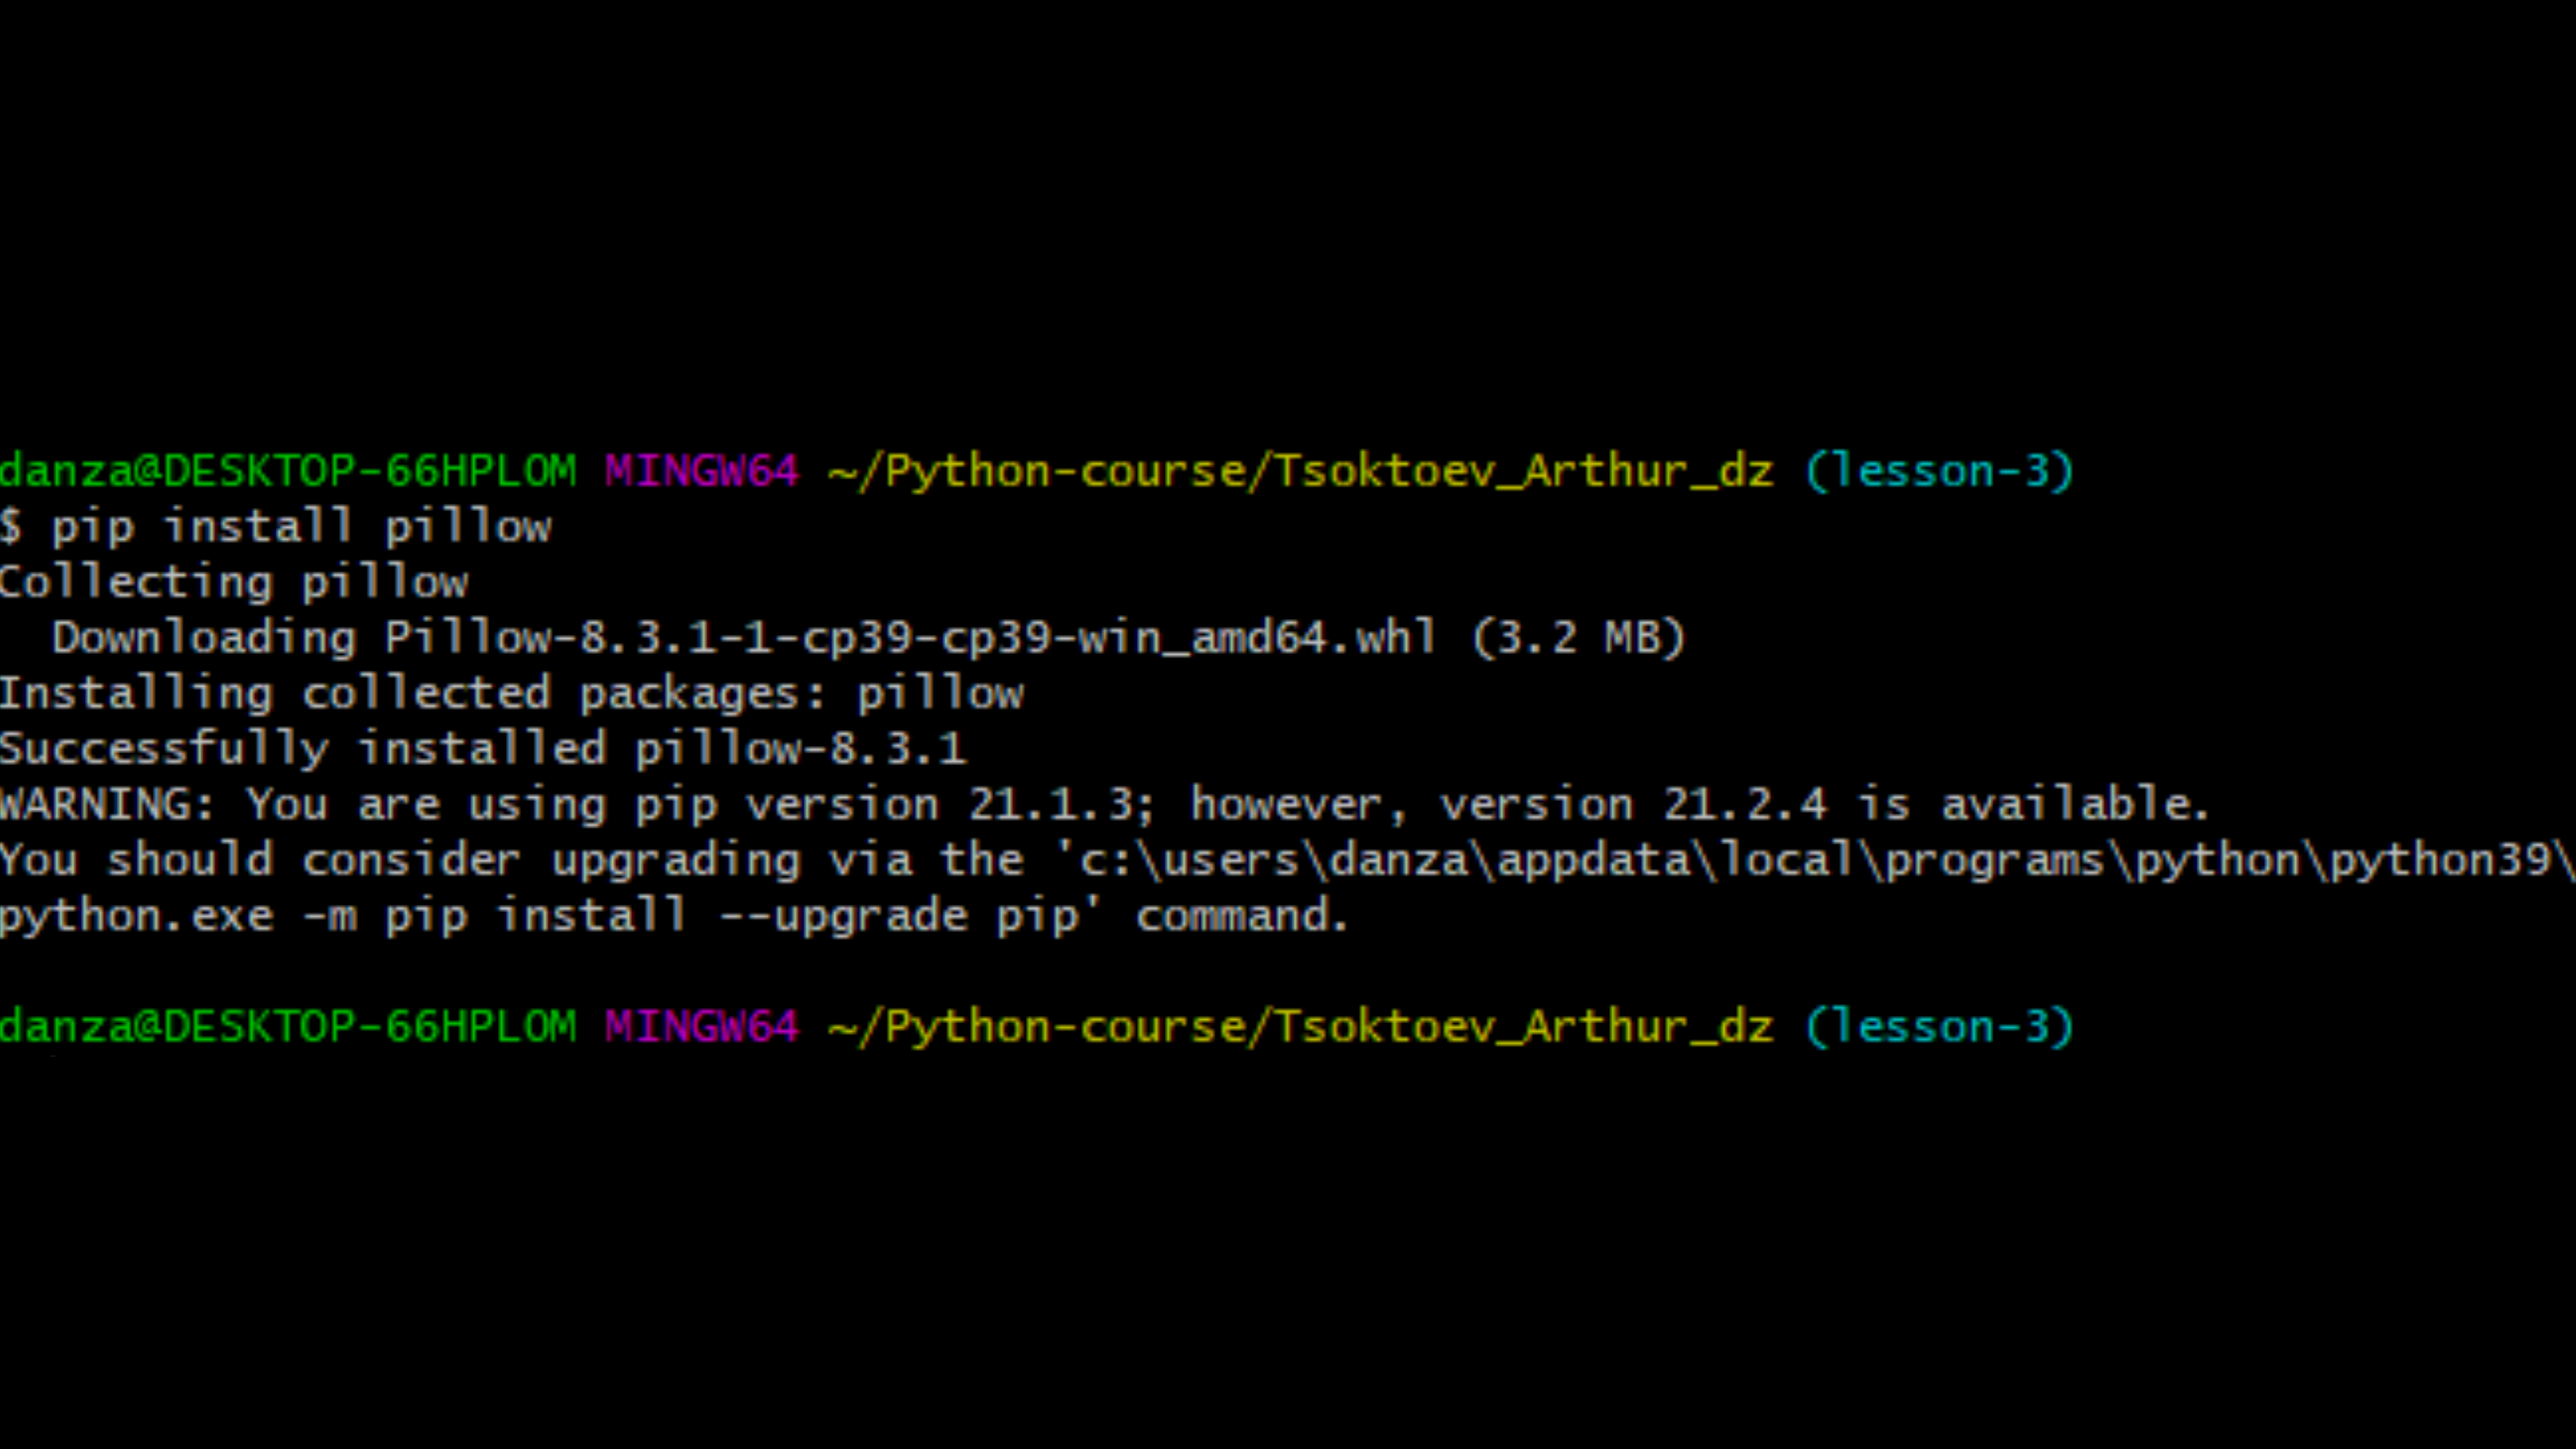 danza@DESKTOP-66HPLOM MINGW64 ~/Python-course/Tsoktoev_Arthur_dz (lesson-3)
$ pip install pillow
Collecting pillow
  Downloading Pillow-8.3.1-1-cp39-cp39-win_amd64.whl (3.2 MB)
Installing collected packages: pillow
Successfully installed pillow-8.3.1
WARNING: You are using pip version 21.1.3; however, version 21.2.4 is available.
You should consider upgrading via the 'c:\users\danza\appdata\local\programs\python\python39\
python.exe -m pip install --upgrade pip' command.
danza@DESKTOP-66HPLOM MINGW64 ~/Python-course/Tsoktoev_Arthur_dz (lesson-3)